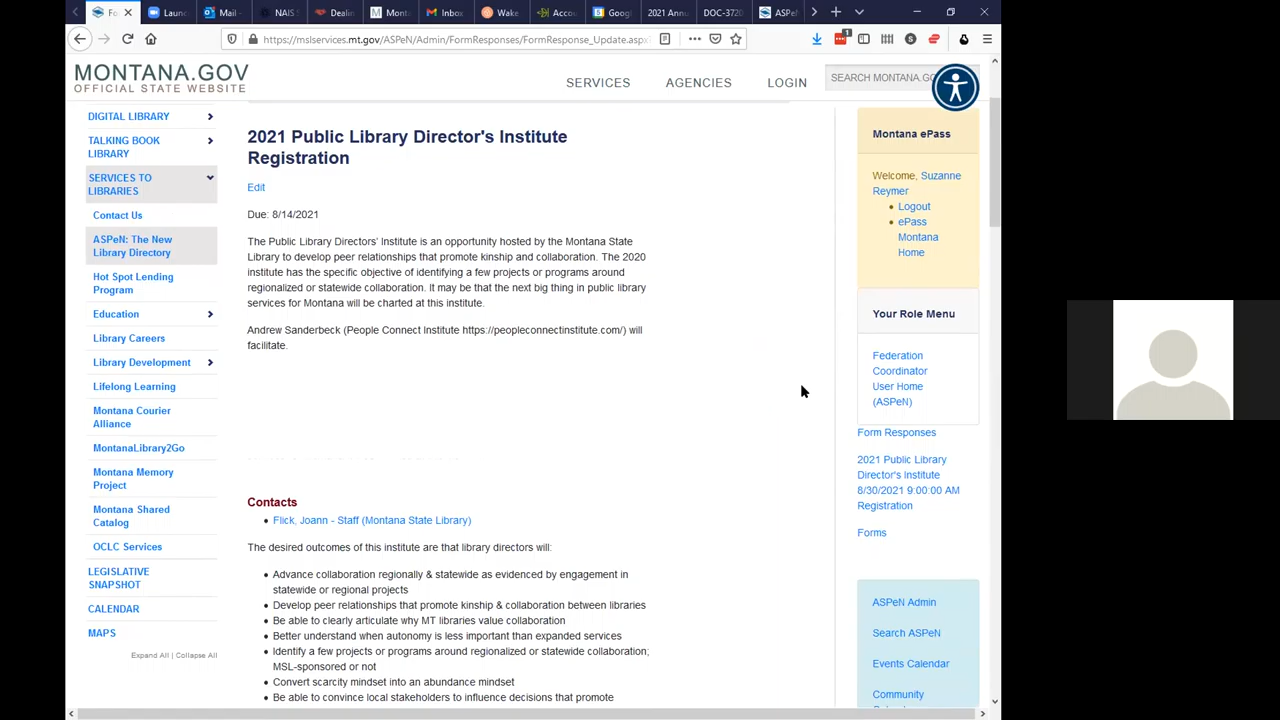 Fo
Launc
Mail -
NAIS
Dealin
Mont
Inbox
Wake
Accou
Googl
2021 Annu
DOC-3720
ASPeN
https://mslservices.mt.gov/ASPeN/Admin/FormResponses/FormResponse_Update.aspx?
1
MONTANA.GOV
OFFICIAL STATE WEBSITE
SERVICES
AGENCIES
LOGIN
SEARCH MONTANA.GO
DIGITAL LIBRARY
TALKING BOOK
LIBRARY
SERVICES TO
LIBRARIES
Contact Us
ASPeN: The New
Library Directory
Hot Spot Lending
Program
Education
Library Careers
Library Development
Lifelong Learning
Montana Courier
Alliance
MontanaLibrary2Go
Montana Memory
Project
Montana Shared
Catalog
OCLC Services
LEGISLATIVE
SNAPSHOT
CALENDAR
MAPS
Expand All | Collapse All
2021 Public Library Director's Institute
Registration
Edit
Due: 8/14/2021
The Public Library Directors' Institute is an opportunity hosted by the Montana State
Library to develop peer relationships that promote kinship and collaboration. The 2020
institute has the specific objective of identifying a few projects or programs around
regionalized or statewide collaboration. It may be that the next big thing in public library
services for Montana will be charted at this institute.
Andrew Sanderbeck (People Connect Institute https://peopleconnectinstitute.com/) will
facilitate.
Contacts
Flick, Joann - Staff (Montana State Library)
The desired outcomes of this institute are that library directors will:
Advance collaboration regionally & statewide as evidenced by engagement in
statewide or regional projects
Develop peer relationships that promote kinship & collaboration between libraries
Be able to clearly articulate why MT libraries value collaboration
Better understand when autonomy is less important than expanded services
Identify a few projects or programs around regionalized or statewide collaboration;
MSL-sponsored or not
Convert scarcity mindset into an abundance mindset
Be able to convince local stakeholders to influence decisions that promote
Montana ePass
Welcome, Suzanne
Reymer
Logout
ePass
Montana
Home
Your Role Menu
Federation
Coordinator
User Home
(ASPeN)
Form Responses
2021 Public Library
Director's Institute
8/30/2021 9:00:00 AM
Registration
Forms
ASPeN Admin
Search ASPeN
Events Calendar
Community